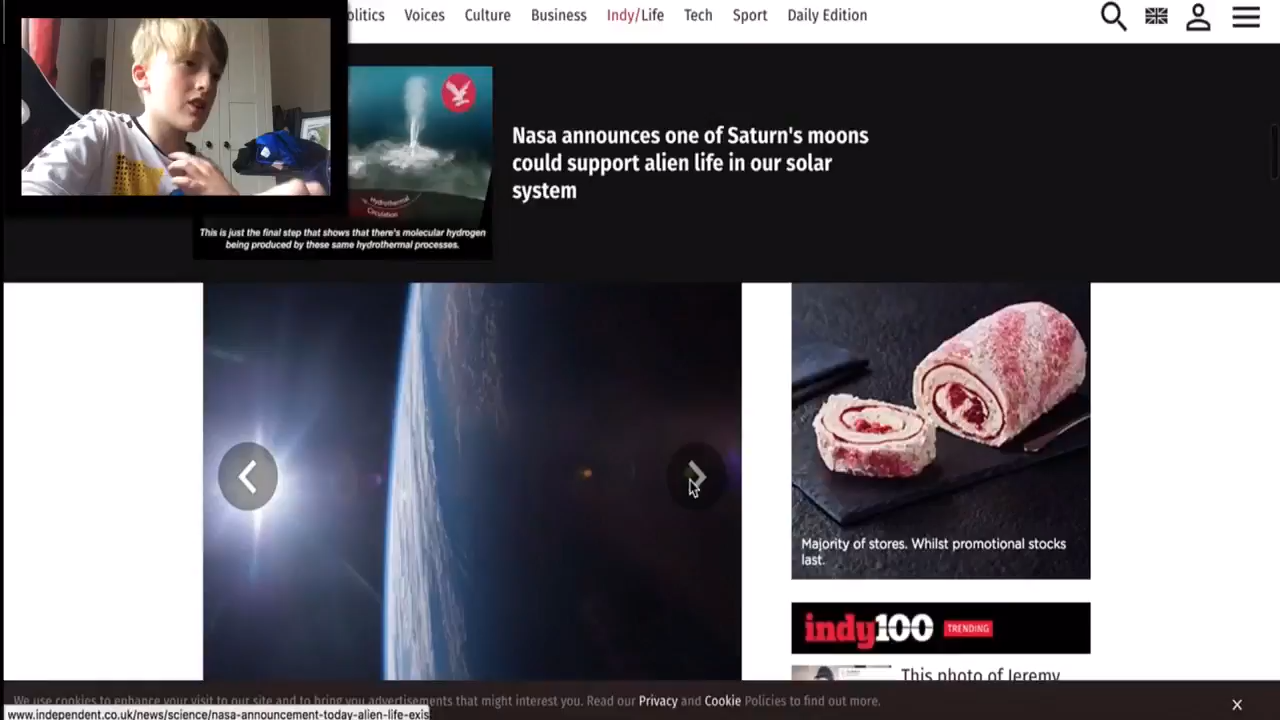 olitics Voices Culture Business Indy/Life Tech Sport Daily Edition
Nasa announces one of Saturn's moons
could support alien life in our solar
system
Hydrothermal
Circulation
This is just the final step that shows that there's molecular hydrogen
being produced by these same hydrothermal processes.
Majority of stores. Whilst promotional stocks
last.
indy100 TRENDING
This photo of Jeremy
We use cookies to enhance your visit to our site and to bring you advertisements that might interest you. Read our Privacy and Cookie Policies to find out more.
www.independent.co.uk/news/science/nasa-announcement-today-alien-life-exis